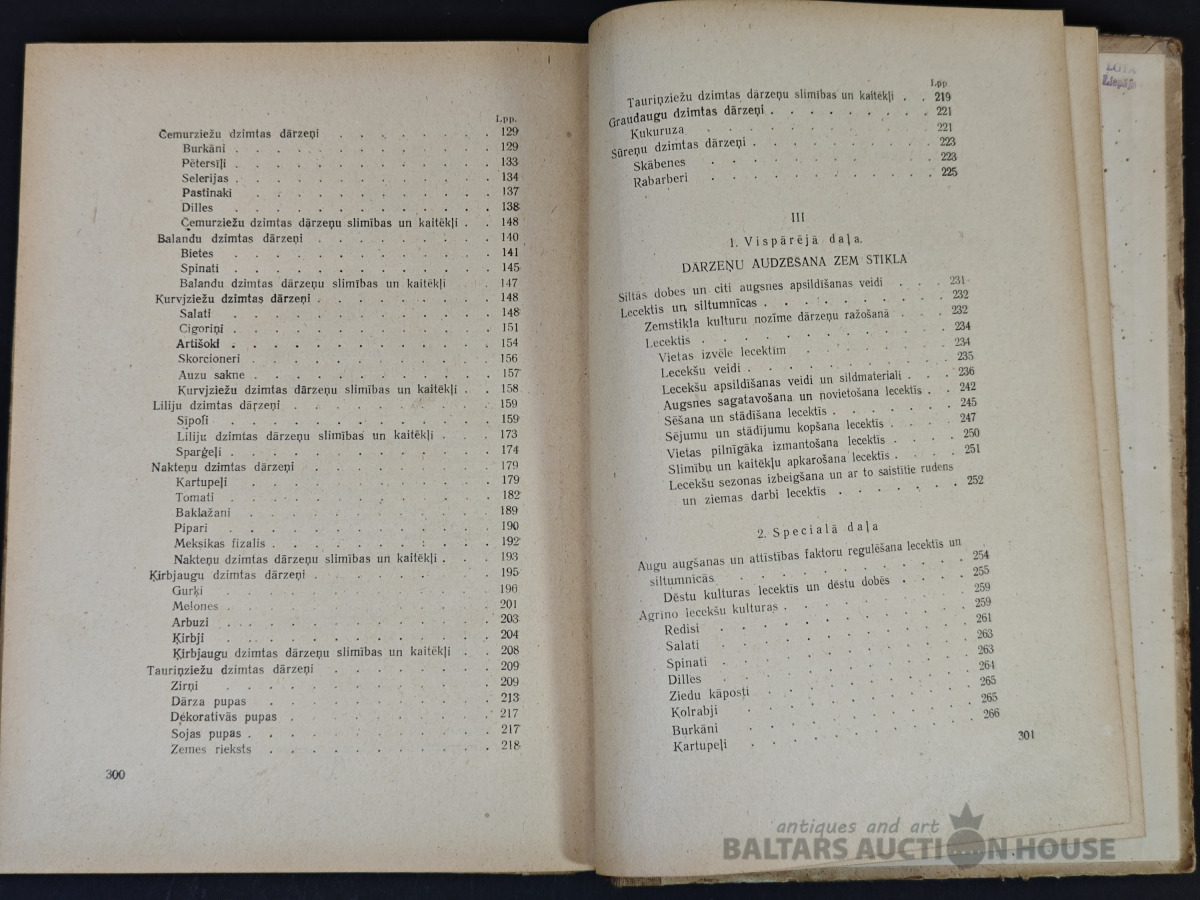 Lpp.
Čemurziežu dzimtas dārzeņi . . . . . . . 129
Burkāni . . . . . . . . . . 129
Pētersīļi . . . . . . . . . . 133
Selerijas . . . . . . . . . . 134
Pastinaki . . . . . . . . . . 137
Dilles . . . . . . . . . . 138
Čemurziežu dzimtas dārzeņu slimības un kaitēkļi . . 148
Balandu dzimtas dārzeņi . . . . . . . . 140
Bietes . . . . . . . . . . 141
Spinati . . . . . . . . . . 145
Balandu dzimtas dārzeņu slimības un kaitēkļi . . 147
Kurvjziežu dzimtas dārzeņi . . . . . . . 148
Salati . . . . . . . . . . 148
Cigoriņi . . . . . . . . . . 151
Artišoki . . . . . . . . . . 154
Skorcioneri . . . . . . . . . 156
Auzu sakne . . . . . . . . . 157
Kurvjziežu dzimtas dārzeņu slimības un kaitēkļi . . 158
Liliju dzimtas dārzeņi . . . . . . . . 159
Sīpoli . . . . . . . . . . 159
Liliju dzimtas dārzeņu slimības un kaitēkļi . . . 173
Sparģeļi . . . . . . . . . . 174
Nakteņu dzimtas dārzeņi . . . . . . . . 179
Kartupeļi . . . . . . . . . 179
Tomati . . . . . . . . . . 182
Baklažani . . . . . . . . . 189
Pipari . . . . . . . . . . 190
Meksikas fizalis . . . . . . . . 192
Nakteņu dzimtas dārzeņu slimības un kaitēkļi . . 193
Ķirbjaugu dzimtas dārzeņi . . . . . . . 195
Gurķi . . . . . . . . . . 196
Melones . . . . . . . . . . 201
Arbuzi . . . . . . . . . . 203
Ķirbji . . . . . . . . . . 204
Ķirbjaugu dzimtas dārzeņu slimības un kaitēkļi . . 208
Tauriņziežu dzimtas dārzeņi . . . . . . . 209
Zirņi . . . . . . . . . . 209
Dārza pupas . . . . . . . . . 213
Dekorativās pupas . . . . . . . . 217
Sojas pupas . . . . . . . . . 217
Zemes rieksts . . . . . . . . . 218
300
Lpp
Tauriņziežu dzimtas dārzeņu slimības un kaitēkļi . . 219
Graudaugu dzimtas dārzeņi . . . . . . . 221
Kukuruza . . . . . . . . . 221
Sūreņu dzimtas dārzeņi . . . . . . . . 223
Skābenes . . . . . . . . . 223
Rabarberi . . . . . . . . . 225
III
1. Vispārējā daļa.
DĀRZEŅU AUDZĒŠANA ZEM STIKLA
Siltās dobes un citi augsnes apsildīšanas veidi . . . 231
Lecektis un siltumnīcas . . . . . . . . 232
Zemstikla kulturu nozīme dārzeņu ražošanā . . . 232
Lecektis . . . . . . . . . . 234
Vietas izvēle lecektīm . . . . . . . 234
Lecekšu veidi . . . . . . . . . 235
Lecekšu apsildīšanas veidi un sildmateriali . . . 236
Augsnes sagatavošana un novietošana lecektīs . . 242
Sēšana un stādīšana lecektīs . . . . . 245
Sējumu un stādījumu kopšana lecektīs . . . . 247
Vietas pilnīgāka izmantošana lecektīs . . . . 250
Slimību un kaitēkļu apkarošana lecektīs . . . . 251
Lecekšu sezonas izbeigšana un ar to saistītie rudens
un ziemas darbi lecektīs . . . . . . . 252
2. Specialā daļa
Augu augšanas un attīstības faktoru regulēšana lecektīs un
siltumnīcās . . . . . . . . . 254
Dēstu kulturas lecektīs un dēstu dobēs . . . . 255
Agrīno lecekšu kulturas . . . . . . . . 259
Redisi . . . . . . . . . . 259
Salati . . . . . . . . . . 261
Spinati . . . . . . . . . . 263
Dilles . . . . . . . . . . 263
Ziedu kāposti . . . . . . . . . 264
Kolrabji . . . . . . . . . . 265
Burkāni . . . . . . . . . . 265
Kartupeļi . . . . . . . . . 266
301
Liepāja
antiques and art
BALTARS AUCTION HOUSE